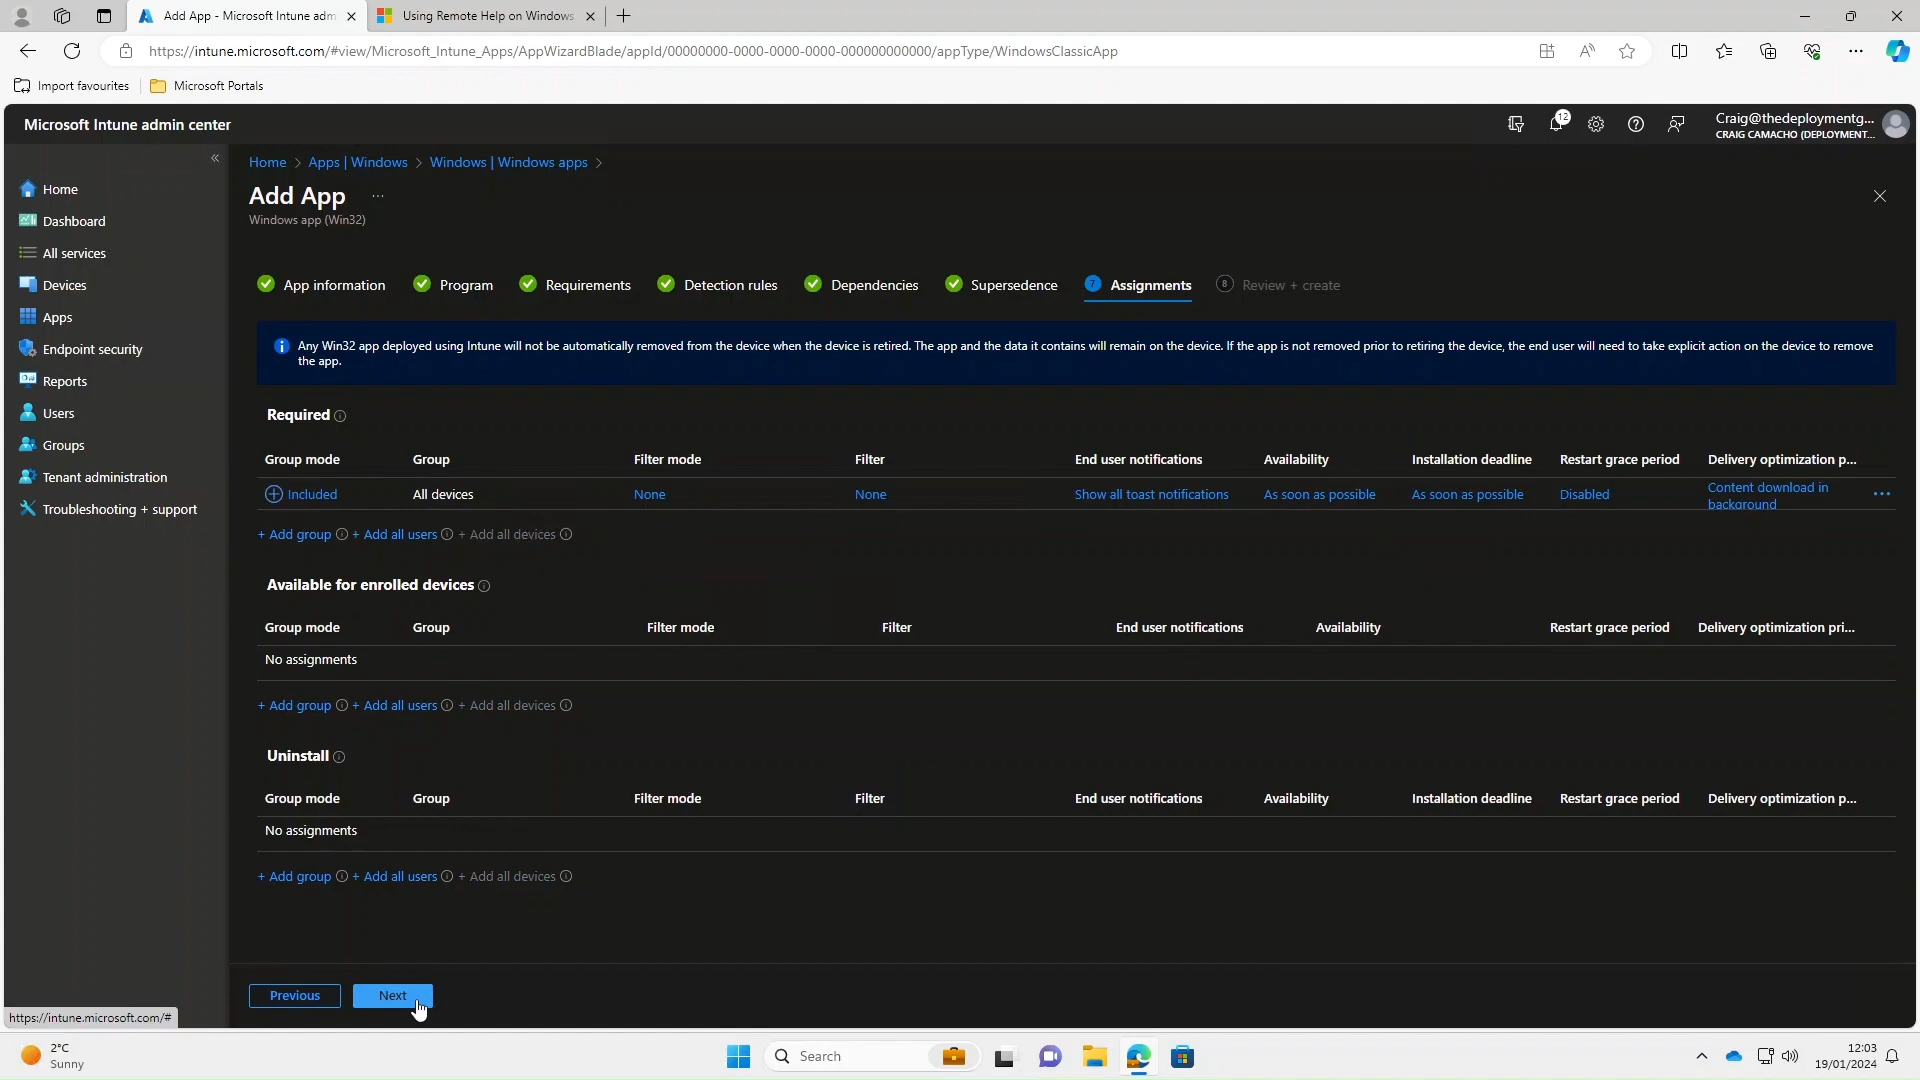 Add App - Microsoft Intune adm
Using Remote Help on Windows
https://intune.microsoft.com/#view/Microsoft_Intune_Apps/AppWizardBlade/appId/00000000-0000-0000-0000-000000000000/appType/WindowsClassicApp
Import favourites
Microsoft Portals
Microsoft Intune admin center
12
Craig@thedeploymentg...
CRAIG CAMACHO (DEPLOYMENT...
Home
Dashboard
All services
Devices
Apps
Endpoint security
Reports
Users
Groups
Tenant administration
Troubleshooting + support
Home > Apps | Windows > Windows | Windows apps >
Add App ...
Windows app (Win32)
App information
Program
Requirements
Detection rules
Dependencies
Supersedence
7 Assignments
8 Review + create
Any Win32 app deployed using Intune will not be automatically removed from the device when the device is retired. The app and the data it contains will remain on the device. If the app is not removed prior to retiring the device, the end user will need to take explicit action on the device to remove
the app.
Required
Group mode Group Filter mode Filter End user notifications Availability Installation deadline Restart grace period Delivery optimization p...
Included All devices None None Show all toast notifications As soon as possible As soon as possible Disabled Content download in
background
+ Add group + Add all users + Add all devices
Available for enrolled devices
Group mode Group Filter mode Filter End user notifications Availability Restart grace period Delivery optimization pri...
No assignments
+ Add group + Add all users + Add all devices
Uninstall
Group mode Group Filter mode Filter End user notifications Availability Installation deadline Restart grace period Delivery optimization p...
No assignments
+ Add group + Add all users + Add all devices
Previous
Next
https://intune.microsoft.com/#
2°C
Sunny
Search
12:03
19/01/2024